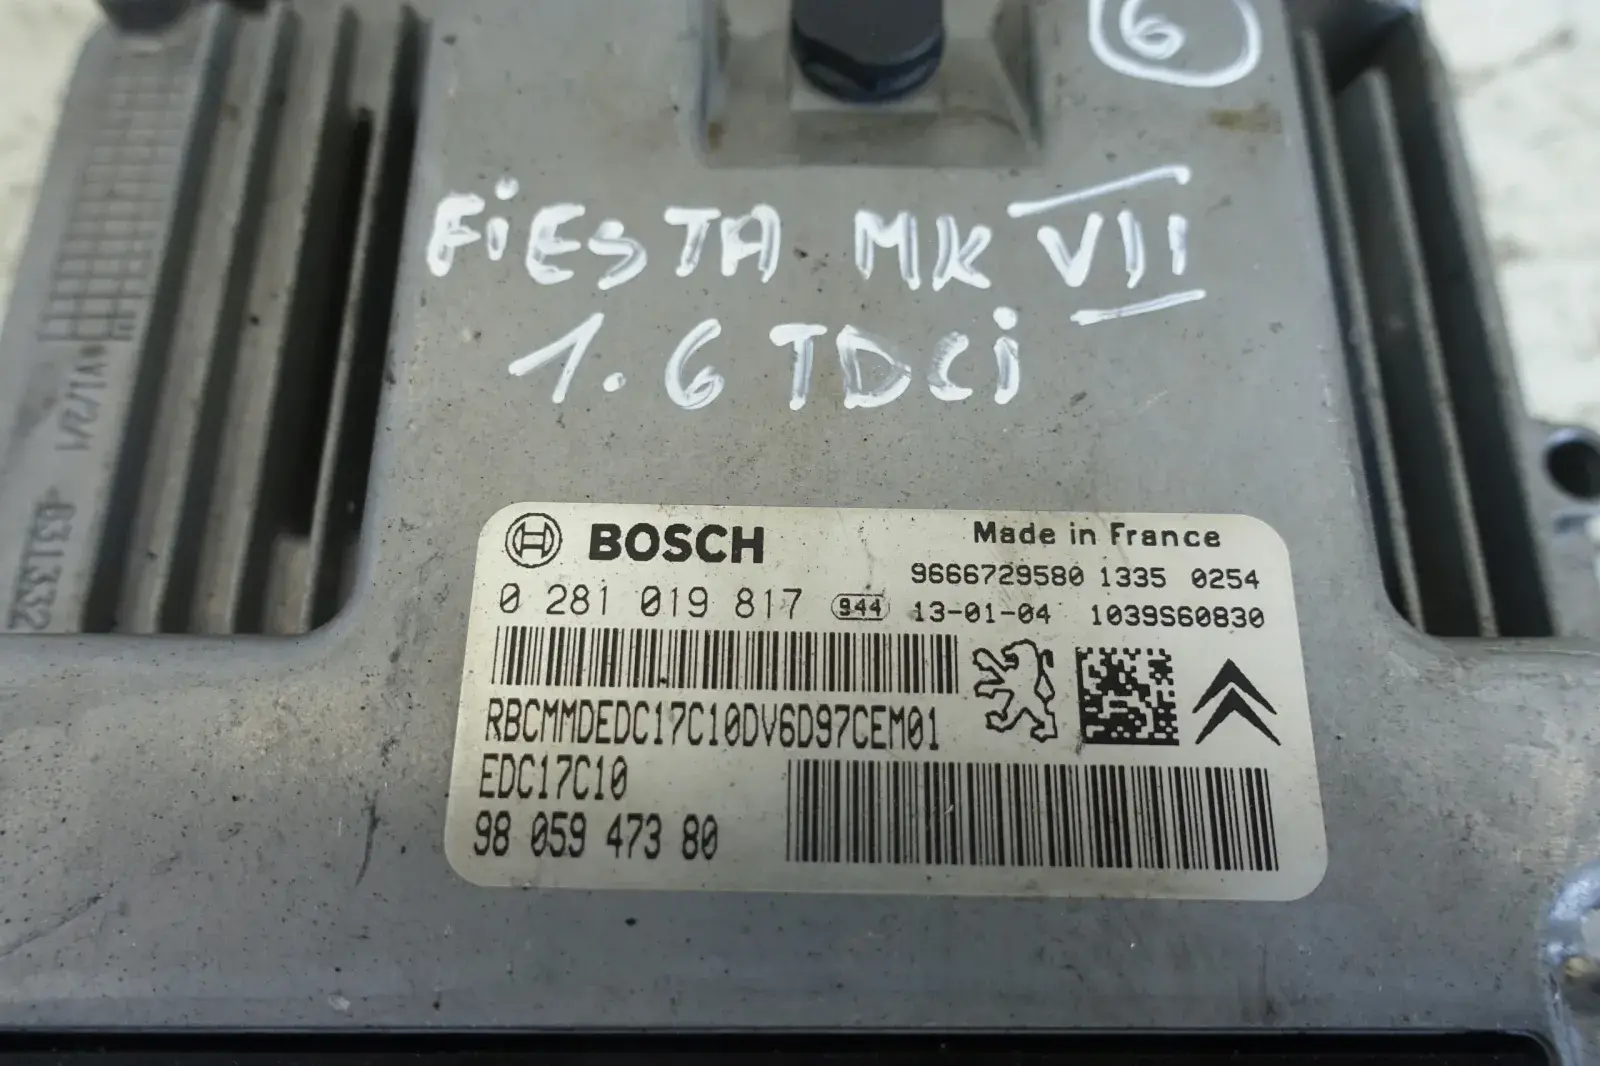 6
FiESTA MK VII
1.6 TDCi
BOSCH
Made in France
9666729580 1335 0254
0 281 019 817 944 13-01-04 1039S60830
RBCMMDEDC17C10DV6D97CEM01
EDC17C10
98 059 473 80
831332